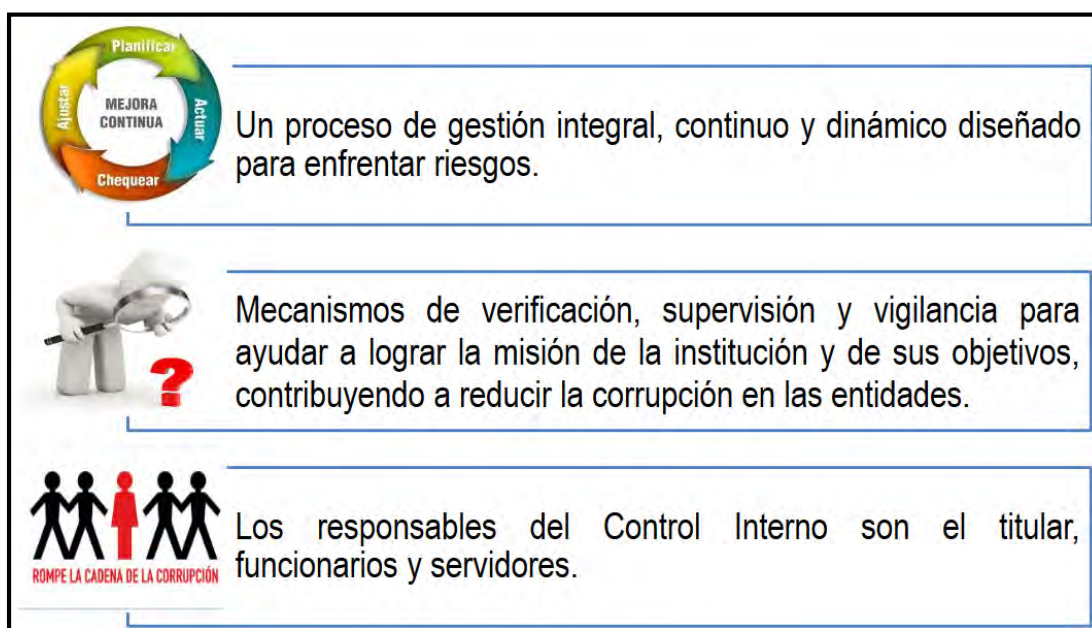 Planificar
Actuar
Chequear
Ajustar
MEJORA
CONTINUA
Un proceso de gestión integral, continuo y dinámico diseñado
para enfrentar riesgos.
Mecanismos de verificación, supervisión y vigilancia para
ayudar a lograr la misión de la institución y de sus objetivos,
contribuyendo a reducir la corrupción en las entidades.
?
Los responsables del Control Interno son el titular,
funcionarios y servidores.
ROMPE LA CADENA DE LA CORRUPCIÓN